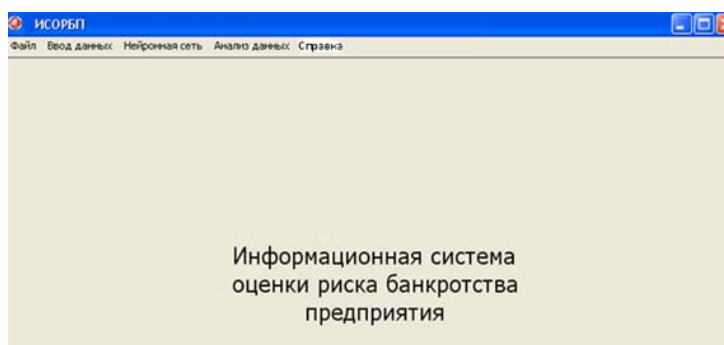 ИСОРБП
Файл Ввод данных Нейронная сеть Анализ данных Справка
Информационная система
оценки риска банкротства
предприятия